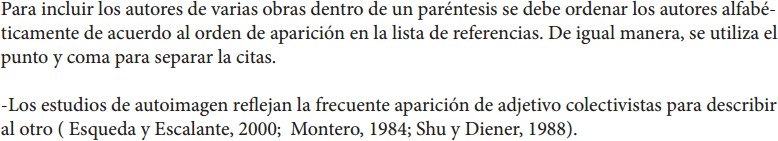 Para incluir los autores de varias obras dentro de un paréntesis se debe ordenar los autores alfabé-
ticamente de acuerdo al orden de aparición en la lista de referencias. De igual manera, se utiliza el
punto y coma para separar la citas.
-Los estudios de autoimagen reflejan la frecuente aparición de adjetivo colectivistas para describir
al otro ( Esqueda y Escalante, 2000;  Montero, 1984; Shu y Diener, 1988).